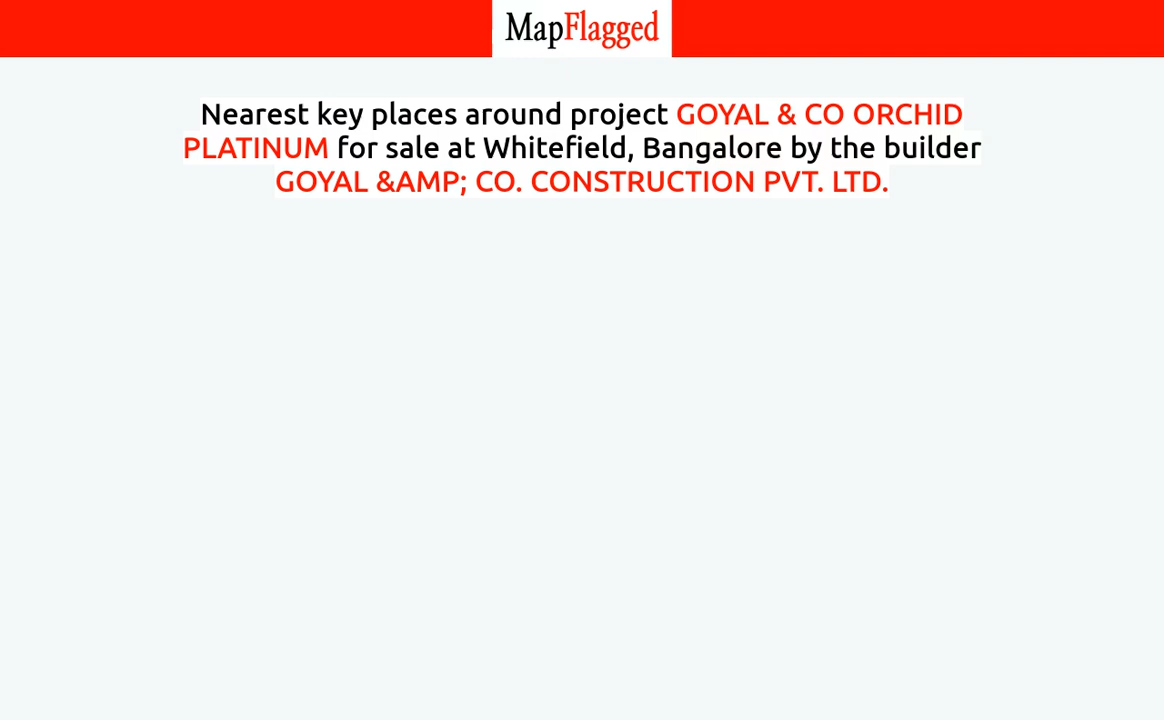 MapFlagged
Nearest key places around project GOYAL & CO ORCHID
PLATINUM for sale at Whitefield, Bangalore by the builder
GOYAL &AMP; CO. CONSTRUCTION PVT. LTD.